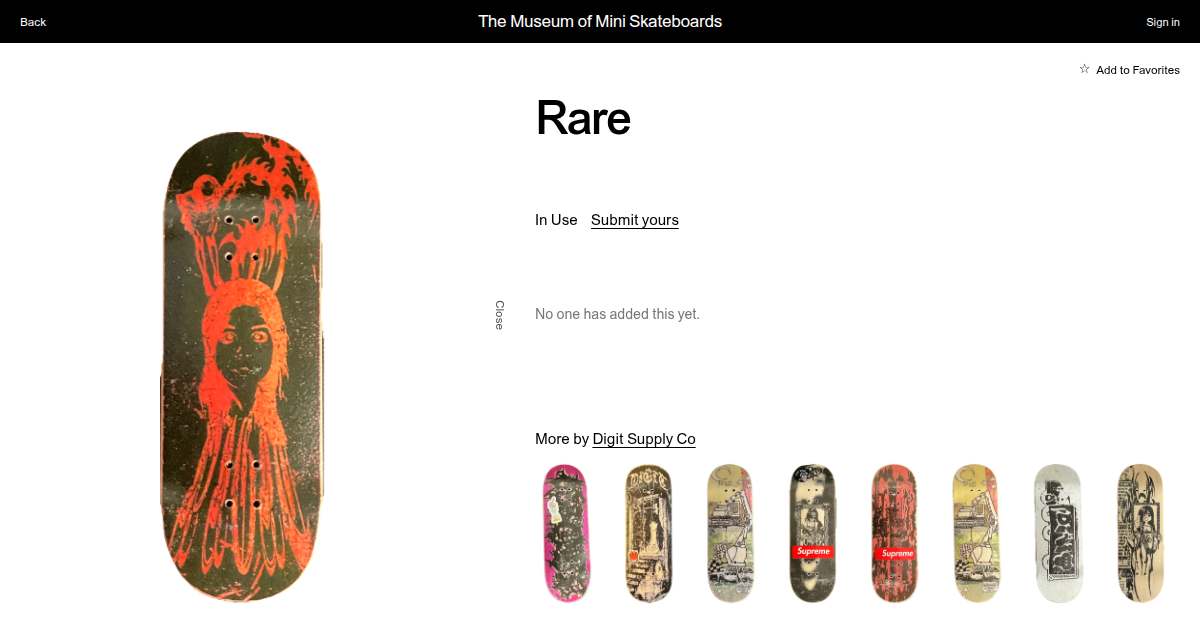 Back
The Museum of Mini Skateboards
Sign in
☆ Add to Favorites
Rare
In Use Submit yours
Close
No one has added this yet.
More by Digit Supply Co
Supreme
Supreme